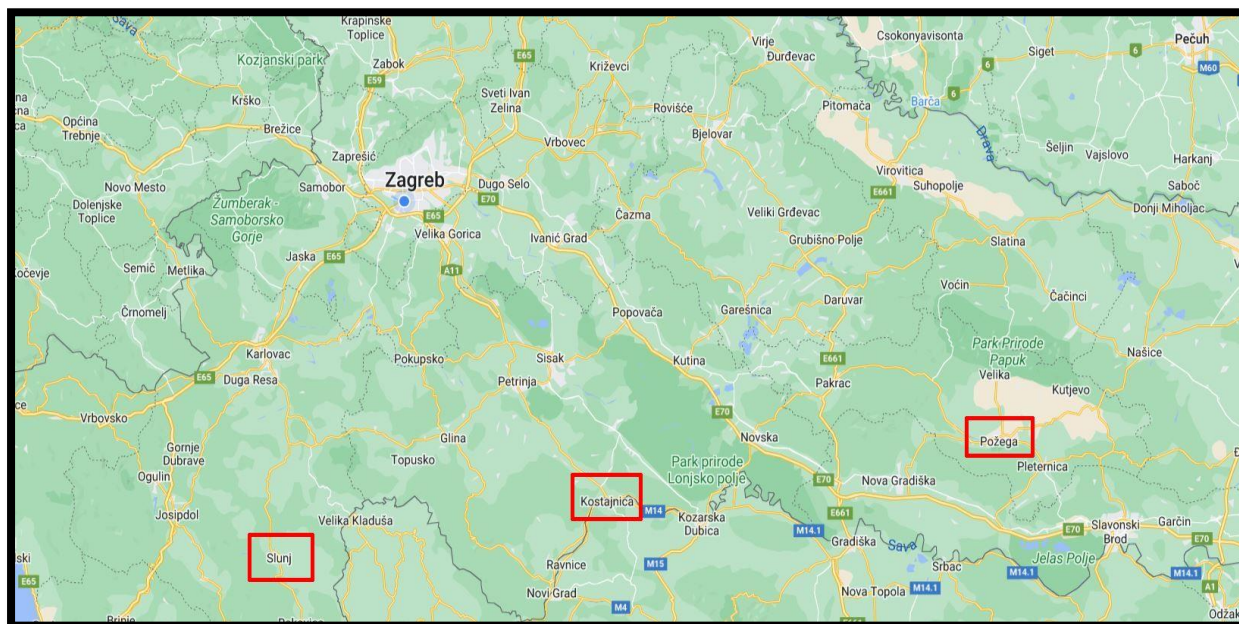 Sava
Krapinske
Toplice
Kozjanski park
Zabok
E59
E65
Križevci
Virje
Đurđevac
Csokonyavisonta
Siget
6
Pečuh
M60
Općina
Trebnje
Krško
Brežice
Sveti Ivan
Zelina
Rovišće
Pitomača
Barča
6
6
Drava
Zaprešić
Vrbovec
Bjelovar
Šeljin
Vajslovo
Harkanj
Novo Mesto
Samobor
Zagreb
Dugo Selo
E70
Virovitica
Suhopolje
E661
Saboč
Dolenjske
Toplice
Žumberak -
Samoborsko
Gorje
E65
Velika Gorica
Čazma
Veliki Grđevac
Donji Miholjac
Ivanić Grad
Grubišno Polje
Slatina
Kočevje
Semič
Metlika
Jaska
E65
A11
Črnomelj
Voćin
Čačinci
Popovača
Garešnica
Daruvar
Karlovac
Pokupsko
Sisak
Kutina
E661
Park Prirode
Papuk
Našice
E65
Duga Resa
Petrinja
Pakrac
Velika
Kutjevo
Vrbovsko
E70
Gornje
Dubrave
Glina
Novska
Požega
Ogulin
Topusko
Park prirode
Lonjsko polje
Pleternica
E70
Nova Gradiška
Josipdol
Velika Kladuša
Kostajnica
M14
Kozarska
Dubica
E661
M14.1
Gradiška
Sava
E70
Slavonski
Brod
Garčin
E70
Slunj
Ravnice
M15
Srbac
M14.1
Jelas Polje
M14.1
E65
Novi Grad
M4
Nova Topola
M14.1
A1
Odžak